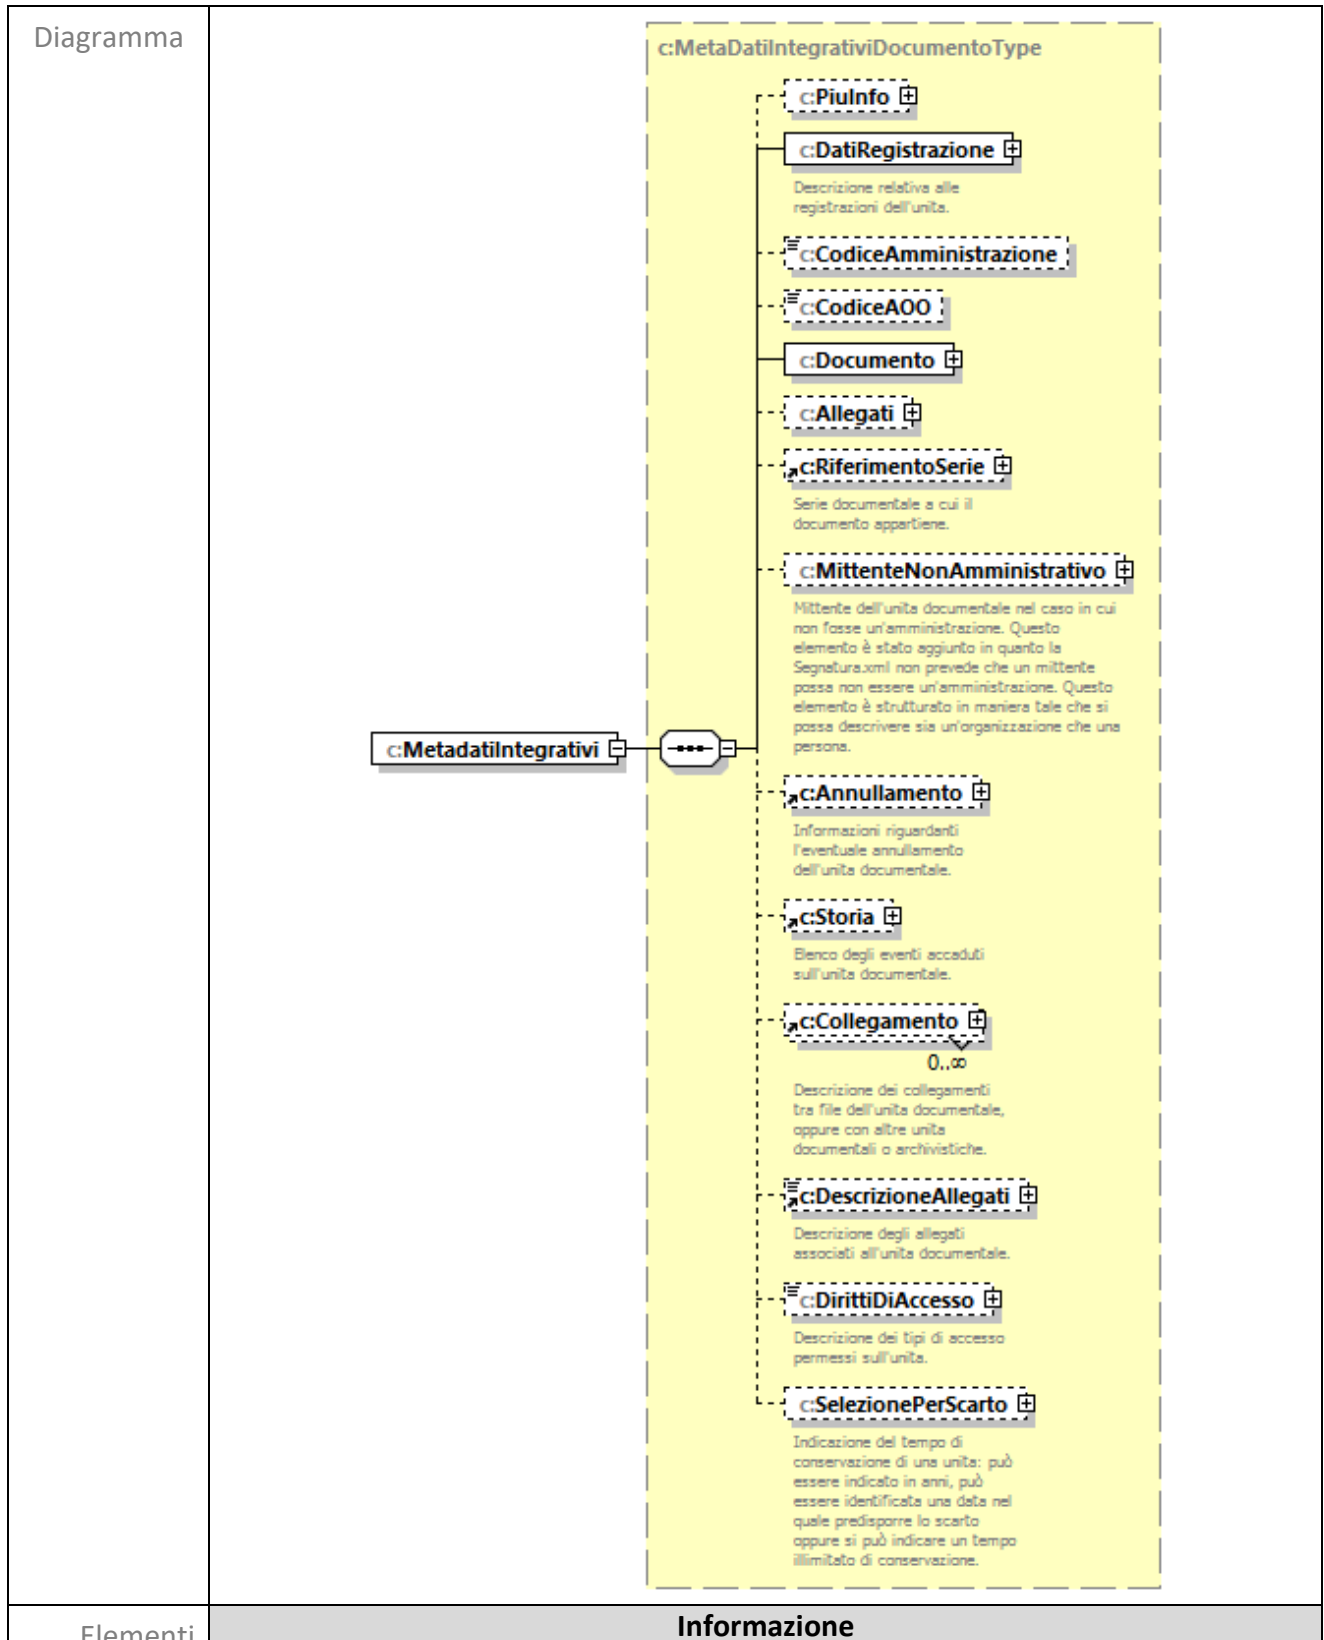 Diagramma
c:MetaDatiIntegrativiDocumentoType
c:PiuInfo
c:DatiRegistrazione
Descrizione relativa alle
registrazioni dell'unita.
c:CodiceAmministrazione
c:CodiceAOO
c:Documento
c:Allegati
c:RiferimentoSerie
Serie documentale a cui il
documento appartiene.
c:MittenteNonAmministrativo
Mittente dell'unita documentale nel caso in cui
non fosse un'amministrazione. Questo
elemento è stato aggiunto in quanto la
Segnatura.xml non prevede che un mittente
possa non essere un'amministrazione. Questo
elemento è strutturato in maniera tale che si
possa descrivere sia un'organizzazione che una
persona.
c:MetadatiIntegrativi
c:Annullamento
Informazioni riguardanti
l'eventuale annullamento
dell'unita documentale.
c:Storia
Elenco degli eventi accaduti
sull'unita documentale.
c:Collegamento
0..∞
Descrizione dei collegamenti
tra file dell'unita documentale,
oppure con altre unita
documentali o archivistiche.
c:DescrizioneAllegati
Descrizione degli allegati
associati all'unita documentale.
c:DirittiDiAccesso
Descrizione dei tipi di accesso
permessi sull'unita.
c:SelezionePerScarto
Indicazione del tempo di
conservazione di una unita: può
essere indicato in anni, può
essere identificata una data nel
quale predisporre lo scarto
oppure si può indicare un tempo
illimitato di conservazione.
Elementi
Informazione